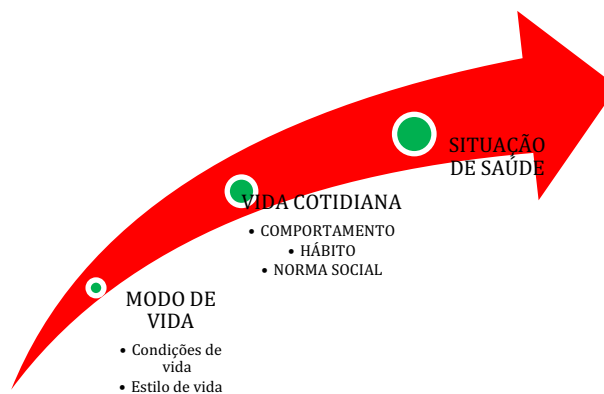 SITUAÇÃO
DE SAÚDE
VIDA COTIDIANA
• COMPORTAMENTO
• HÁBITO
• NORMA SOCIAL
MODO DE
VIDA
• Condições de
vida
• Estilo de vida